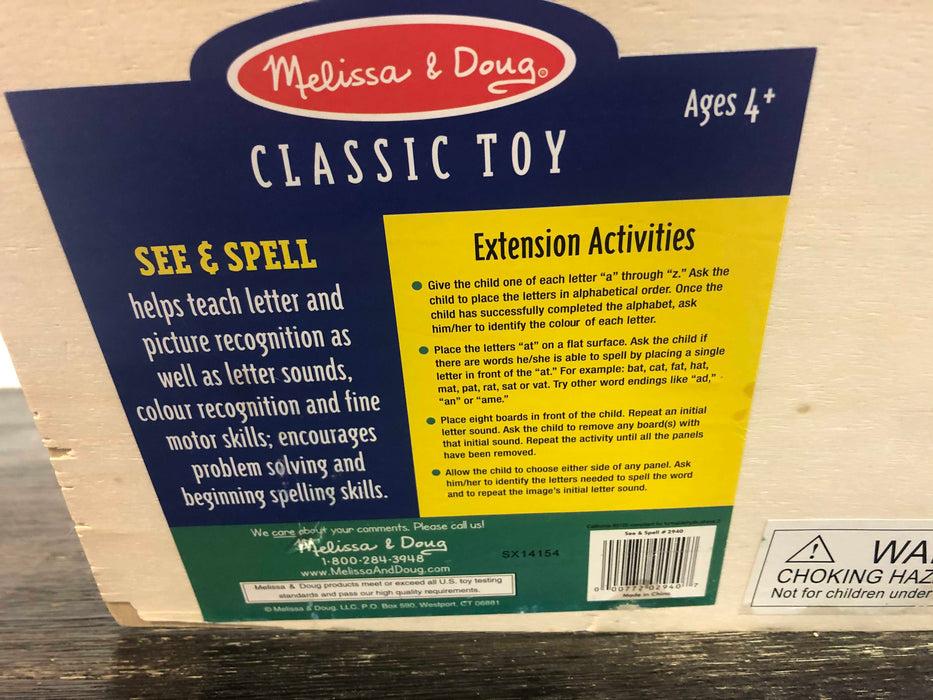 Melissa & Doug®
Ages 4+
CLASSIC TOY
SEE & SPELL
helps teach letter and
picture recognition as
well as letter sounds,
colour recognition and fine
motor skills; encourages
problem solving and
beginning spelling skills.
Extension Activities
Give the child one of each letter “a” through “z.” Ask the
child to place the letters in alphabetical order. Once the
child has successfully completed the alphabet, ask
him/her to identify the colour of each letter.
Place the letters “at” on a flat surface. Ask the child if
there are words he/she is able to spell by placing a single
letter in front of the “at.” For example: bat, cat, fat, hat,
mat, pat, rat, sat or vat. Try other word endings like “ad,”
“an” or “ame.”
Place eight boards in front of the child. Repeat an initial
letter sound. Ask the child to remove any board(s) with
that initial sound. Repeat the activity until all the panels
have been removed.
Allow the child to choose either side of any panel. Ask
him/her to identify the letters needed to spell the word
and to repeat the image's initial letter sound.
We care about your comments. Please call us!
Melissa & Doug
1-800-284-3948
www.MelissaAndDoug.com
Melissa & Doug products meet or exceed all U.S. toy testing
standards and pass our high quality requirements.
© Melissa & Doug, LLC. P.O. Box 590, Westport, CT 06881
SX14154
See & Spell # 2940
0 00772 02940 7
Made in China
WA
CHOKING HAZ
Not for children under